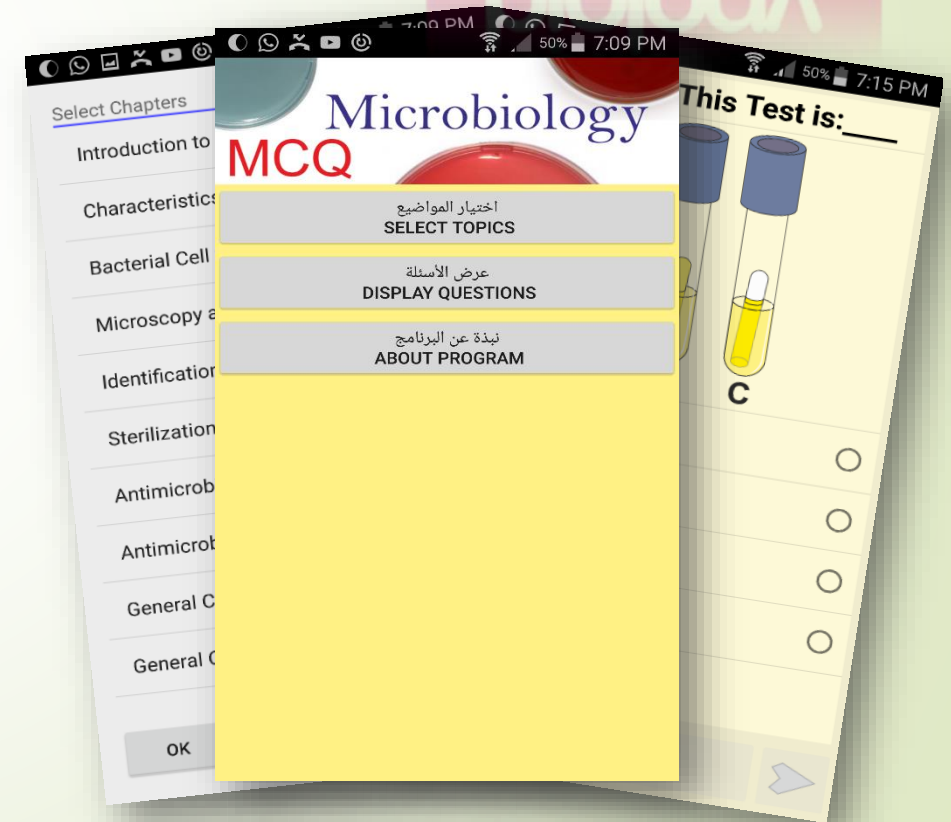 7:09 PM
50% 7:09 PM
Microbiology
MCQ
اختيار المواضيع
SELECT TOPICS
عرض الأسئلة
DISPLAY QUESTIONS
نبذة عن البرنامج
ABOUT PROGRAM
Select Chapters
Introduction to
Characteristics
Bacterial Cell
Microscopy a
Identification
Sterilization
Antimicrob
Antimicrob
General C
General C
OK
50% 7:15 PM
This Test is:____
C